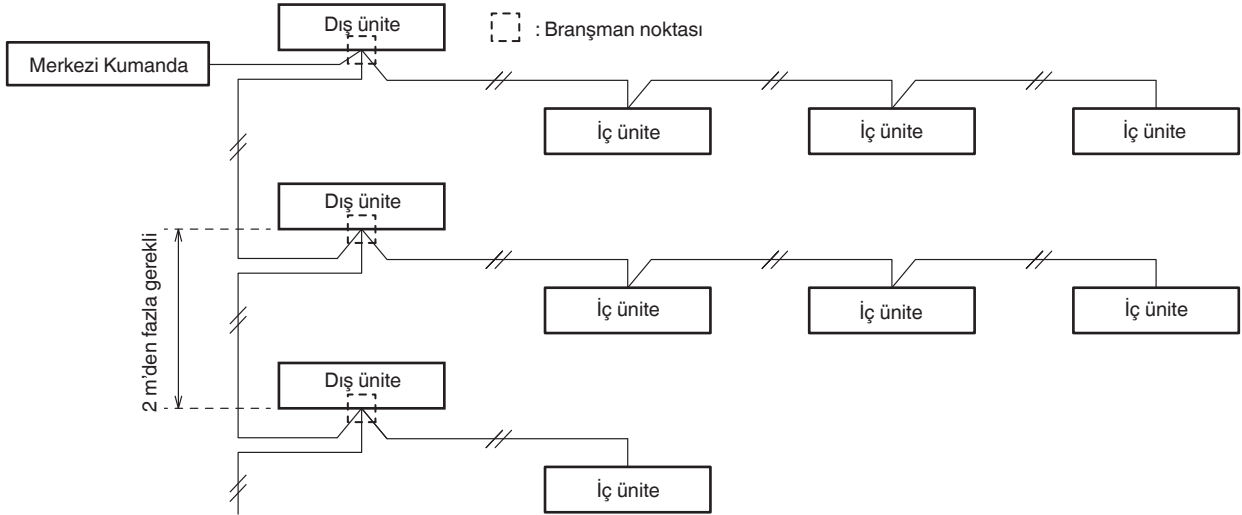 Dış ünite
: Branşman noktası
Merkezi Kumanda
İç ünite
İç ünite
İç ünite
Dış ünite
2 m'den fazla gerekli
İç ünite
İç ünite
İç ünite
Dış ünite
İç ünite